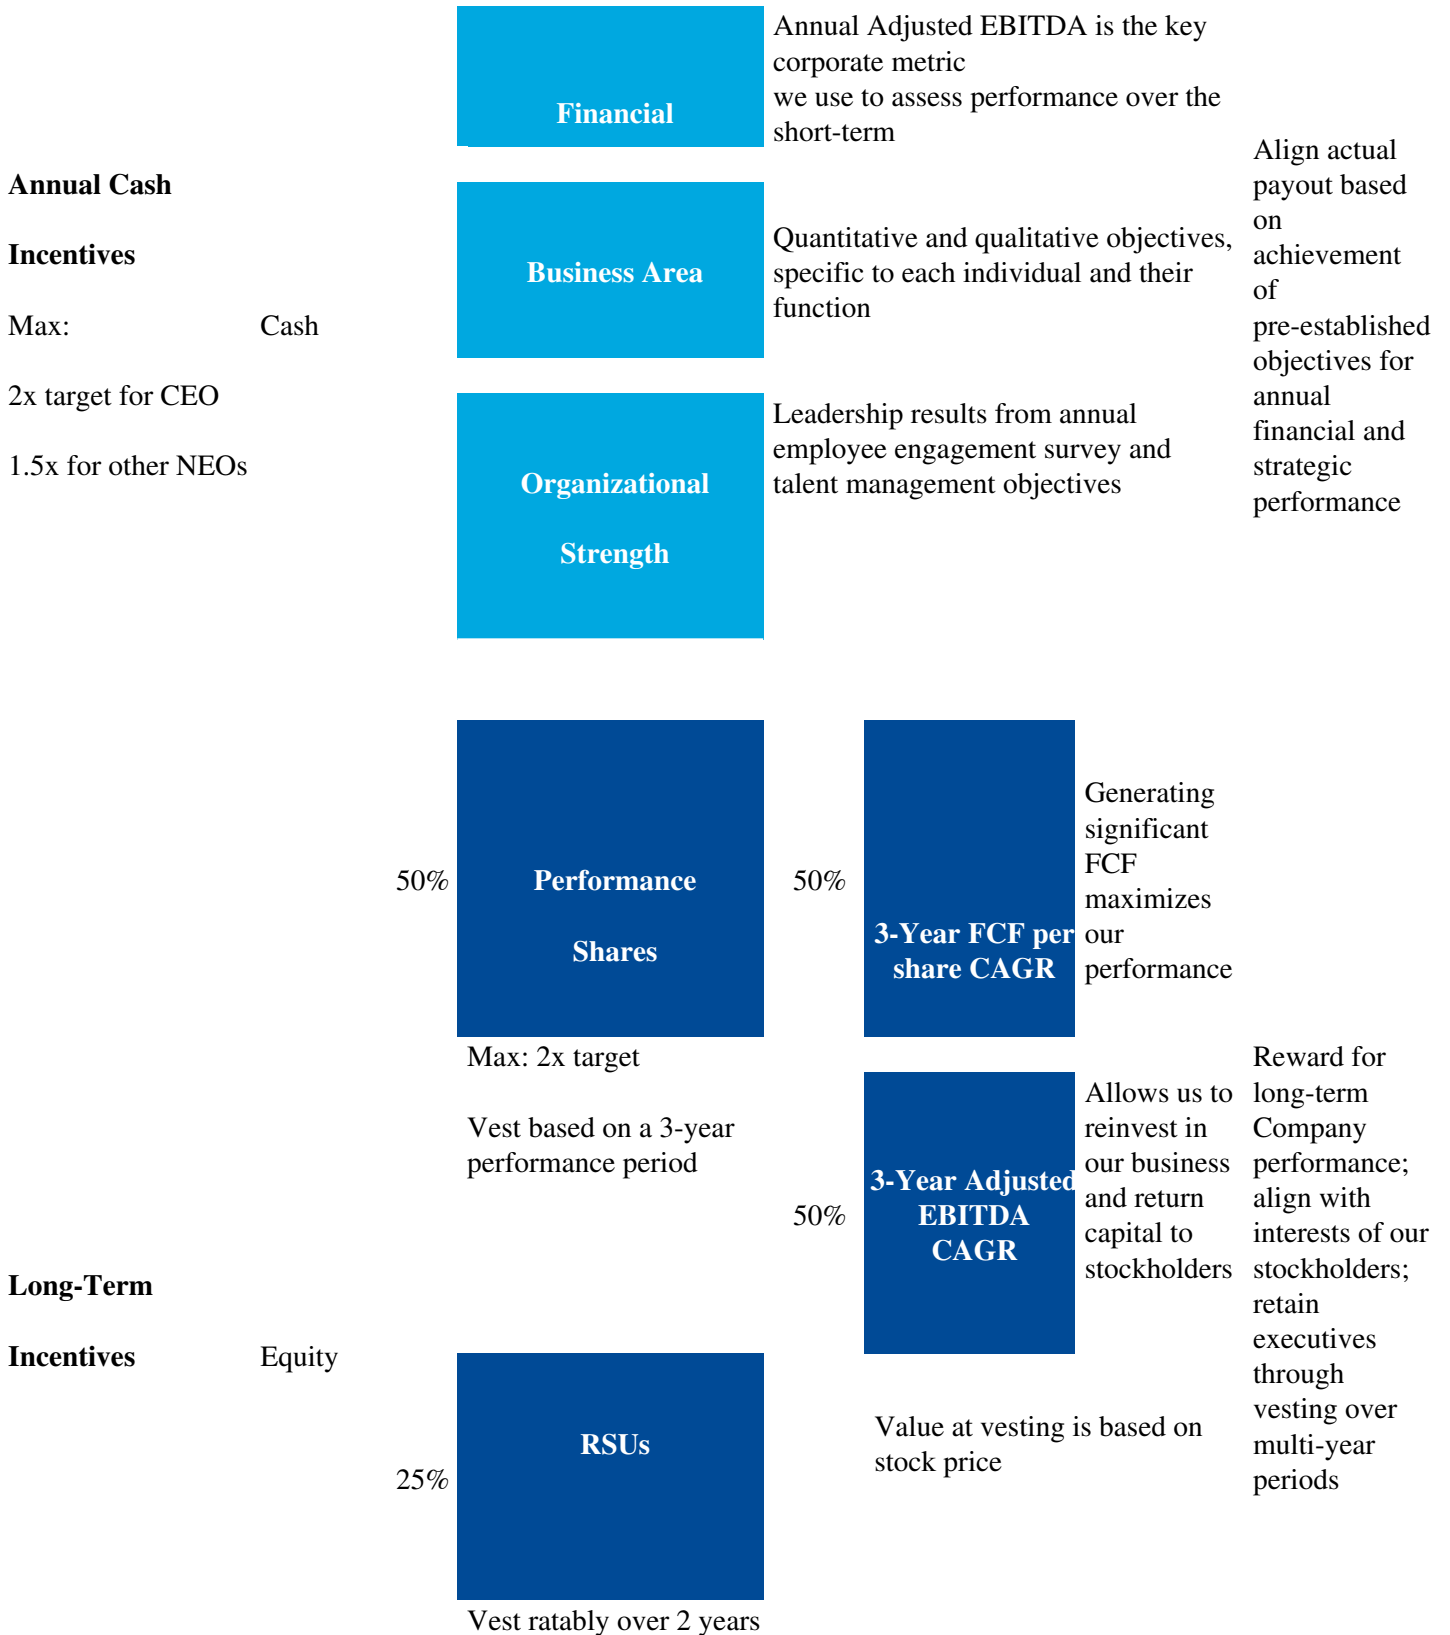 Financial
Annual Adjusted EBITDA is the key
corporate metric
we use to assess performance over the
short-term
Annual Cash
Incentives
Max:
2x target for CEO
1.5x for other NEOs
Cash
Business Area
Quantitative and qualitative objectives,
specific to each individual and their
function
Organizational
Strength
Leadership results from annual
employee engagement survey and
talent management objectives
Align actual
payout based
on
achievement
of
pre-established
objectives for
annual
financial and
strategic
performance
50%
Performance
Shares
Max: 2x target
Vest based on a 3-year
performance period
50%
3-Year FCF per
share CAGR
Generating
significant
FCF
maximizes
our
performance
50%
3-Year Adjusted
EBITDA
CAGR
Allows us to
reinvest in
our business
and return
capital to
stockholders
Reward for
long-term
Company
performance;
align with
interests of our
stockholders;
retain
executives
through
vesting over
multi-year
periods
Long-Term
Incentives
Equity
25%
RSUs
Vest ratably over 2 years
Value at vesting is based on
stock price